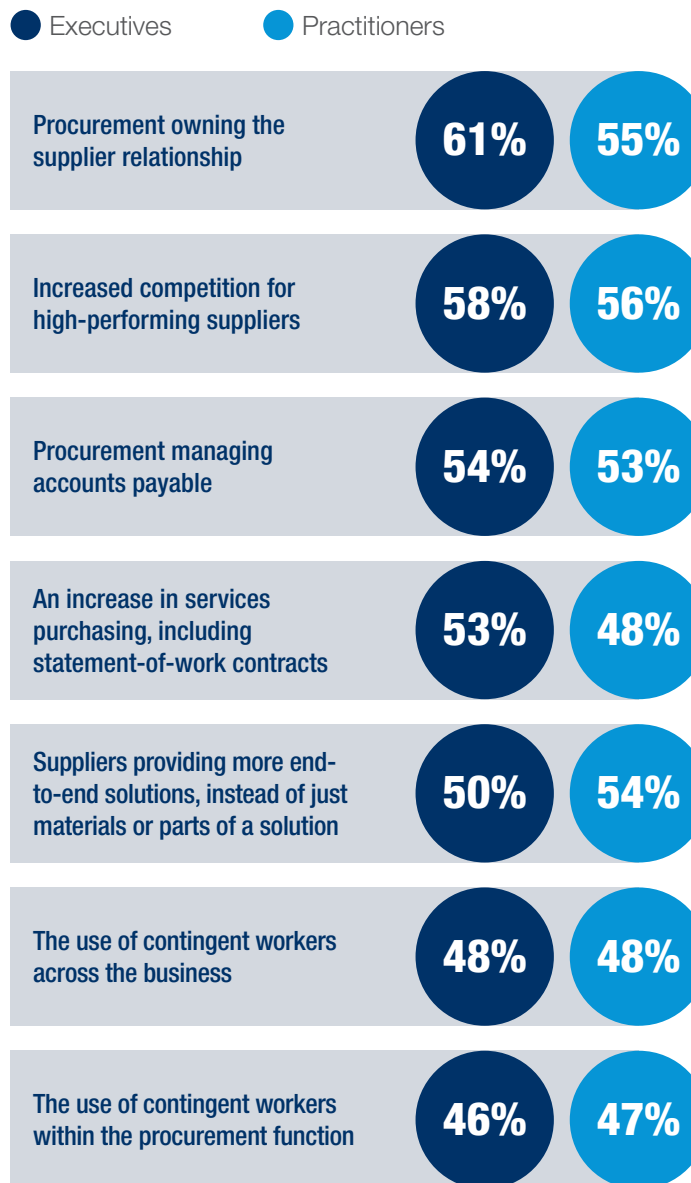 Executives Practitioners
Procurement owning the
supplier relationship
61% 55%
Increased competition for
high-performing suppliers
58% 56%
Procurement managing
accounts payable
54% 53%
An increase in services
purchasing, including
statement-of-work contracts
53% 48%
Suppliers providing more end-
to-end solutions, instead of just
materials or parts of a solution
50% 54%
The use of contingent workers
across the business
48% 48%
The use of contingent workers
within the procurement function
46% 47%